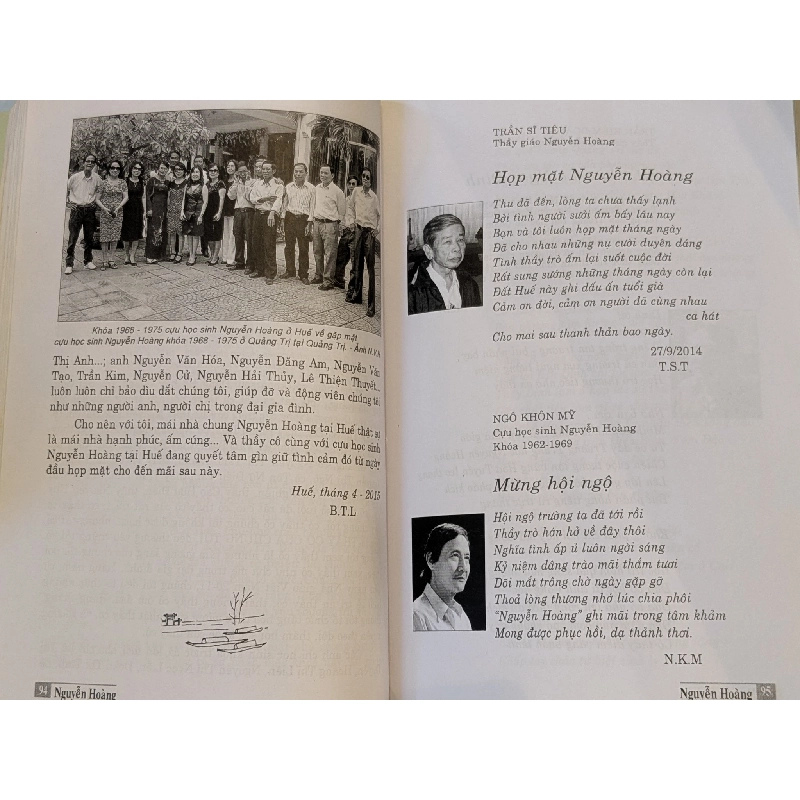 Khóa 1968 - 1975 cựu học sinh Nguyễn Hoàng ở Huế về gặp mặt
cựu học sinh Nguyễn Hoàng khóa 1968 - 1975 ở Quảng Trị tại Quảng Trị. - Ảnh N.V.H
Thị Anh...; anh Nguyễn Văn Hóa, Nguyễn Đăng Am, Nguyễn Văn
Tao, Trần Kim, Nguyễn Cử, Nguyễn Hải Thủy, Lê Thiện Thuyết...
luôn luôn chỉ bảo dìu dắt chúng tôi, giúp đỡ và động viên chúng tôi
như những người anh, người chị trong đại gia đình.
Cho nên với tôi, mái nhà chung Nguyễn Hoàng tại Huế thật sự
là mái nhà hạnh phúc, ấm cúng... Và thầy cô cùng với cựu học sinh
Nguyễn Hoàng tại Huế đang quyết tâm gìn giữ tình cảm đó từ ngày
đầu họp mặt cho đến mãi sau này.
Huế, tháng 4 - 2015
B.T.L
94 Nguyễn Hoàng
TRẦN SĨ TIÊU
Thầy giáo Nguyễn Hoàng
Họp mặt Nguyễn Hoàng
Thu đã đến, lòng ta chưa thấy lạnh
Bởi tình người sưởi ấm bấy lâu nay
Bạn và tôi luôn họp mặt tháng ngày
Đã cho nhau những nụ cười duyên dáng
Tình thầy trò ấm lại suốt cuộc đời
Rất sung sướng những tháng ngày còn lại
Đất Huế này ghi dấu ấn tuổi già
Cảm ơn đời, cảm ơn người đã cùng nhau
ca hát
Cho mai sau thanh thản bao ngày.
27/9/2014
T.S.T
NGÔ KHÔN MỸ
Cựu học sinh Nguyễn Hoàng
Khóa 1962-1969
Mừng hội ngộ
Hội ngộ trường ta đã tới rồi
Thầy trò hớn hở về đây thôi
Nghĩa tình ấp ủ luôn ngời sáng
Kỷ niệm dâng trào mãi thắm tươi
Dõi mắt trông chờ ngày gặp gỡ
Thoả lòng thương nhớ lúc chia phôi
"Nguyễn Hoàng" ghi mãi trong tâm khảm
Mong được phục hồi, dạ thảnh thơi.
N.K.M
Nguyễn Hoàng 95